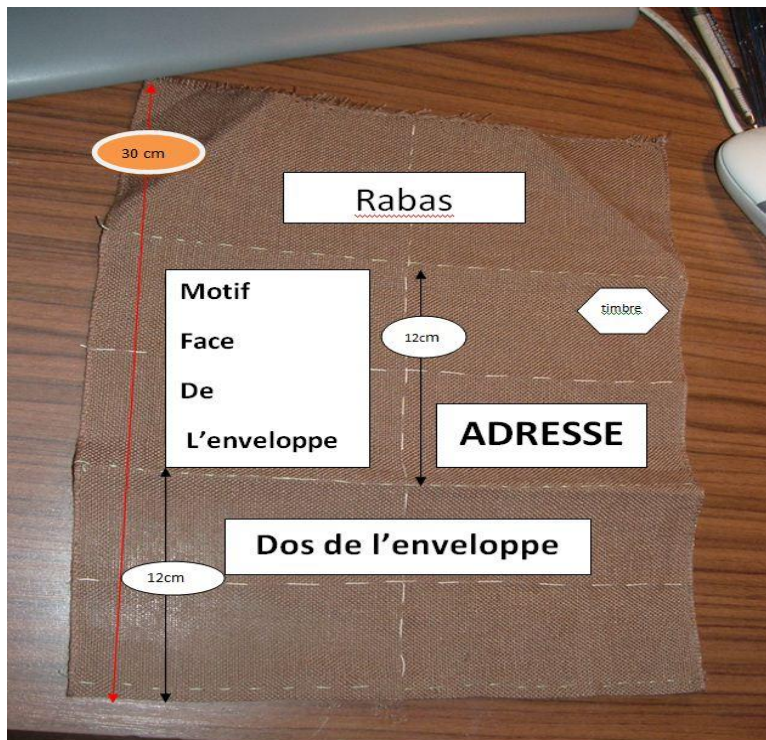 30 cm
Rabas
Motif
Face
De
L’enveloppe
12cm
timbre
ADRESSE
Dos de l’enveloppe
12cm